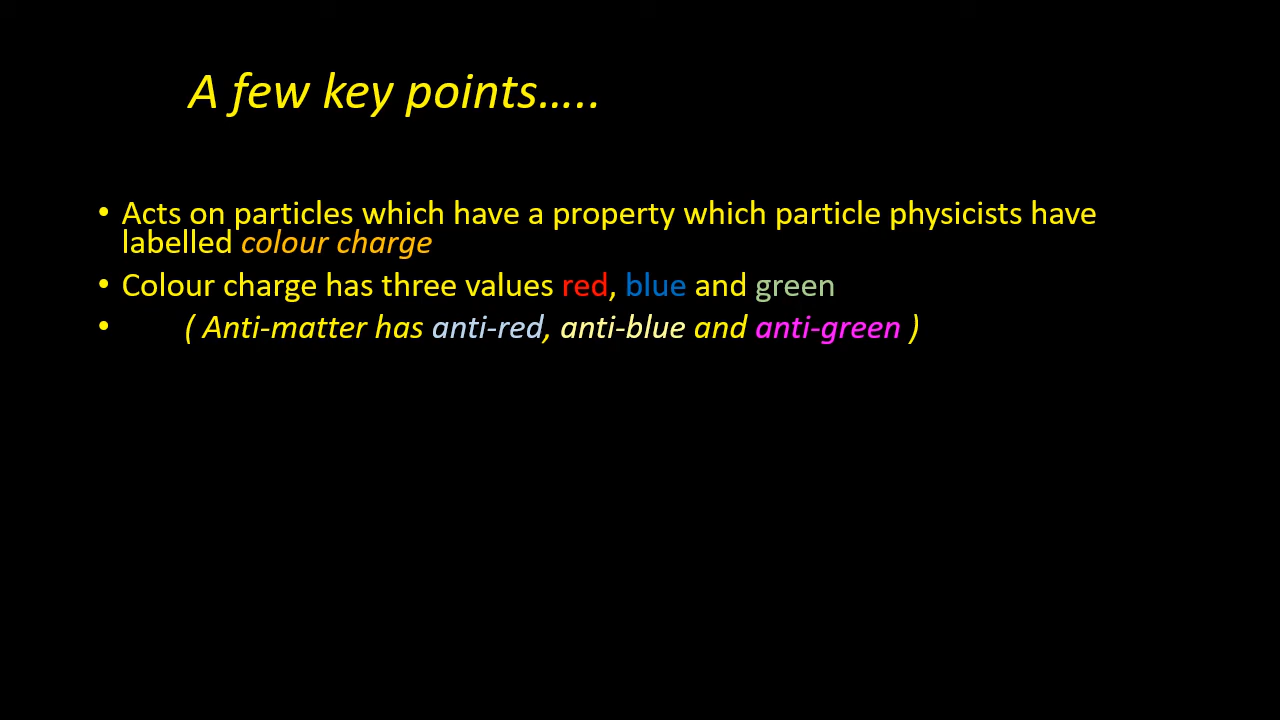 A few key points…..
• Acts on particles which have a property which particle physicists have
labelled colour charge
• Colour charge has three values red, blue and green
• ( Anti-matter has anti-red, anti-blue and anti-green )